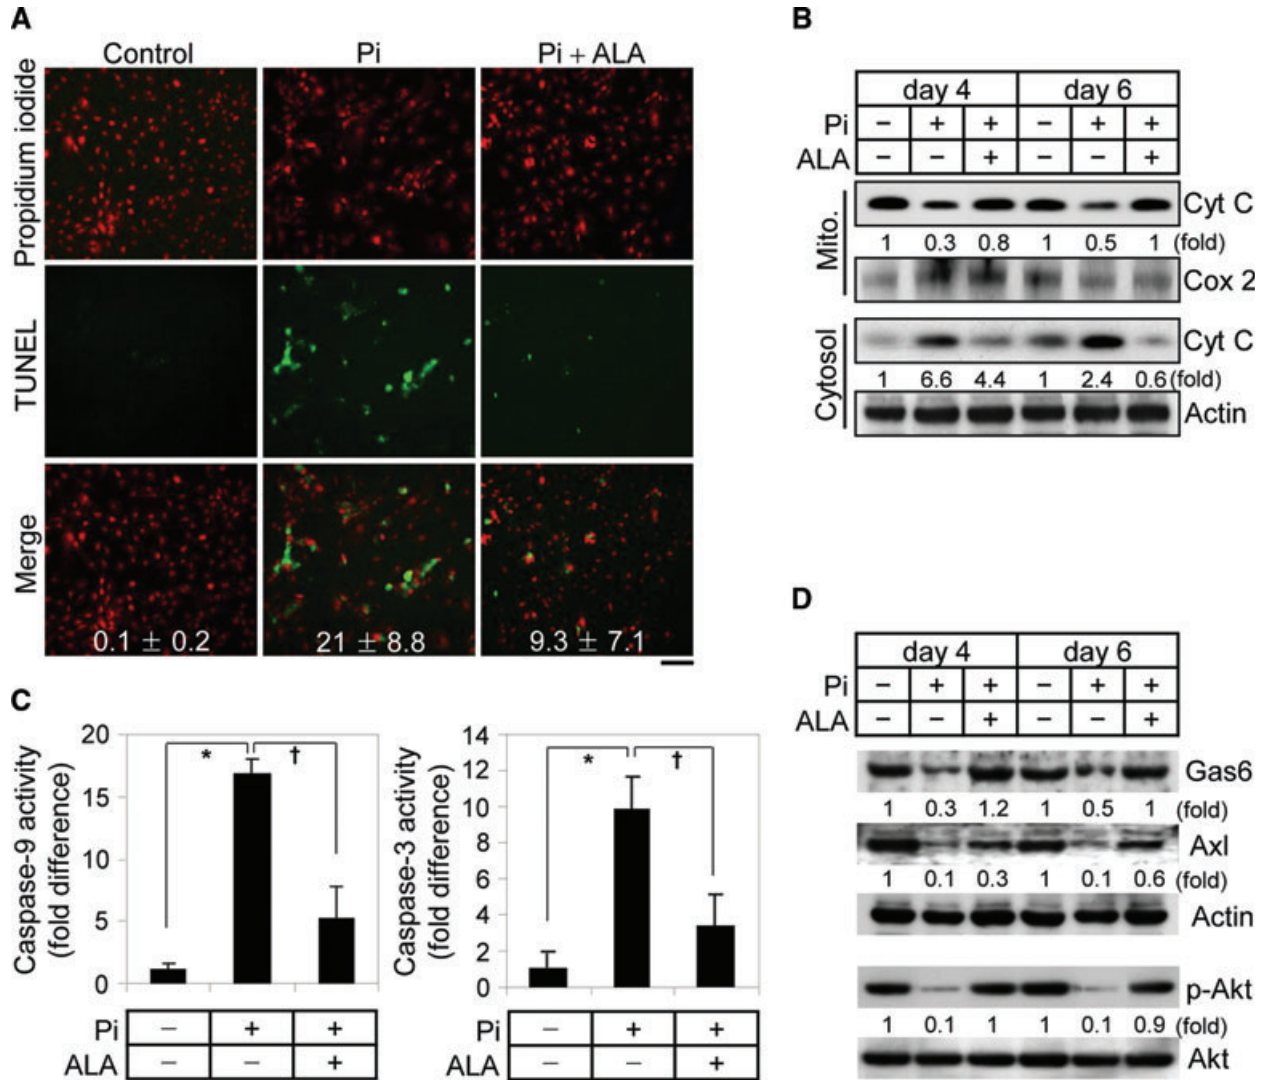 A
Control Pi Pi + ALA
Propidium iodide
TUNEL
Merge
0.1 ± 0.2 21 ± 8.8 9.3 ± 7.1
B
day 4 day 6
Pi − + + − + +
ALA − − + − − +
Mito.
Cyt C
1 0.3 0.8 1 0.5 1 (fold)
Cox 2
Cytosol
Cyt C
1 6.6 4.4 1 2.4 0.6 (fold)
Actin
C
Caspase-9 activity
(fold difference)
20
15
10
5
0
* †
Pi − + +
ALA − − +
Caspase-3 activity
(fold difference)
14
12
10
8
6
4
2
0
* †
Pi − + +
ALA − − +
D
day 4 day 6
Pi − + + − + +
ALA − − + − − +
Gas6
1 0.3 1.2 1 0.5 1 (fold)
Axl
1 0.1 0.3 1 0.1 0.6 (fold)
Actin
p-Akt
1 0.1 1 1 0.1 0.9 (fold)
Akt